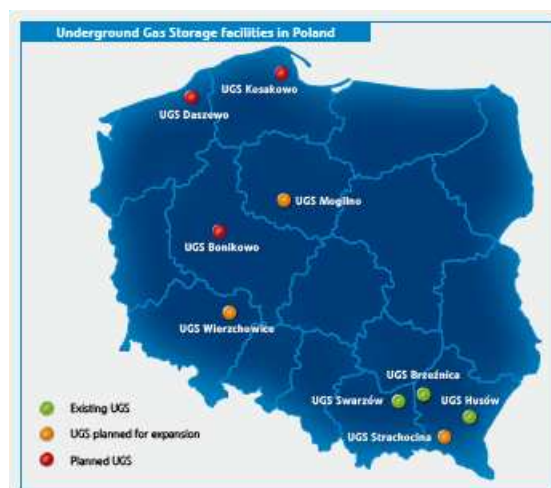 Underground Gas Storage facilities in Poland
UGS Kosakowo
UGS Daszewo
UGS Mogilno
UGS Bonikowo
UGS Wierzchowice
UGS Brzeźnica
UGS Swarzów
UGS Husów
UGS Strachocina
Existing UGS
UGS planned for expansion
Planned UGS